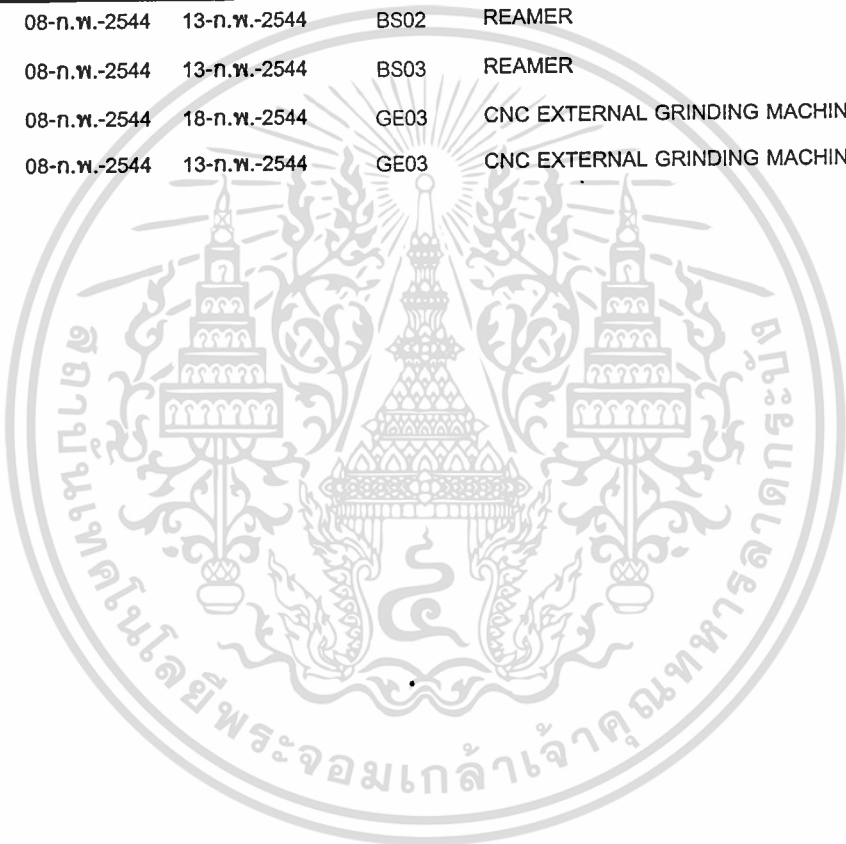 08-ก.พ.-2544 13-ก.พ.-2544 BS02 REAMER
08-ก.พ.-2544 13-ก.พ.-2544 BS03 REAMER
08-ก.พ.-2544 18-ก.พ.-2544 GE03 CNC EXTERNAL GRINDING MACHIN
08-ก.พ.-2544 13-ก.พ.-2544 GE03 CNC EXTERNAL GRINDING MACHIN
สถาบันเทคโนโลยีพระจอมเกล้าเจ้าคุณทหารลาดกระบัง